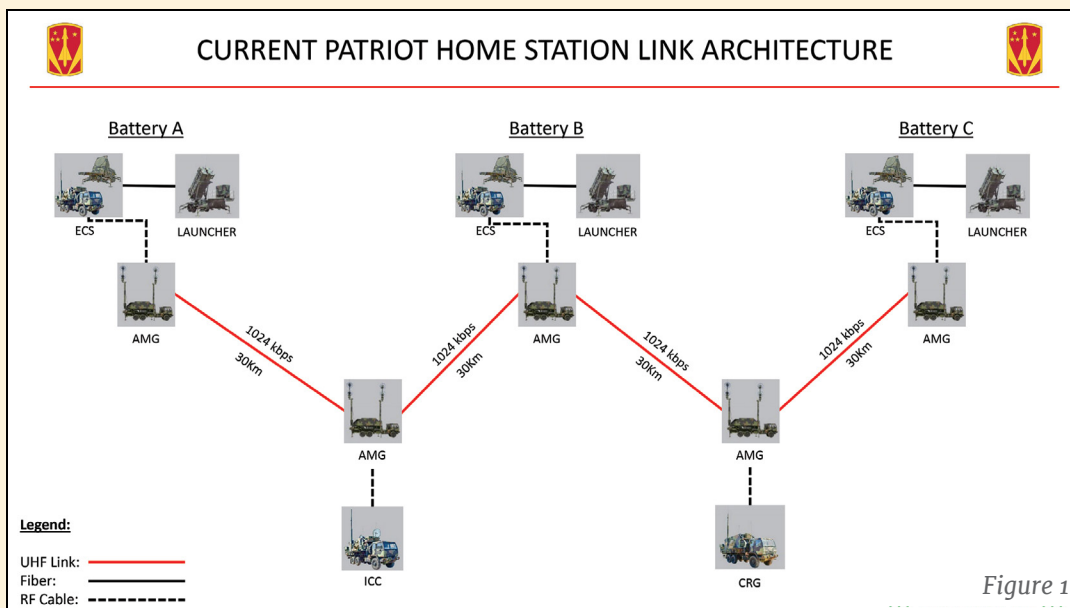 CURRENT PATRIOT HOME STATION LINK ARCHITECTURE
Battery A
Battery B
Battery C
ECS
LAUNCHER
ECS
LAUNCHER
ECS
LAUNCHER
AMG
AMG
AMG
1024 kbps
30Km
1024 kbps
30Km
1024 kbps
30Km
1024 kbps
30Km
AMG
AMG
ICC
CRG
Legend:
UHF Link:
Fiber:
RF Cable:
Figure 1